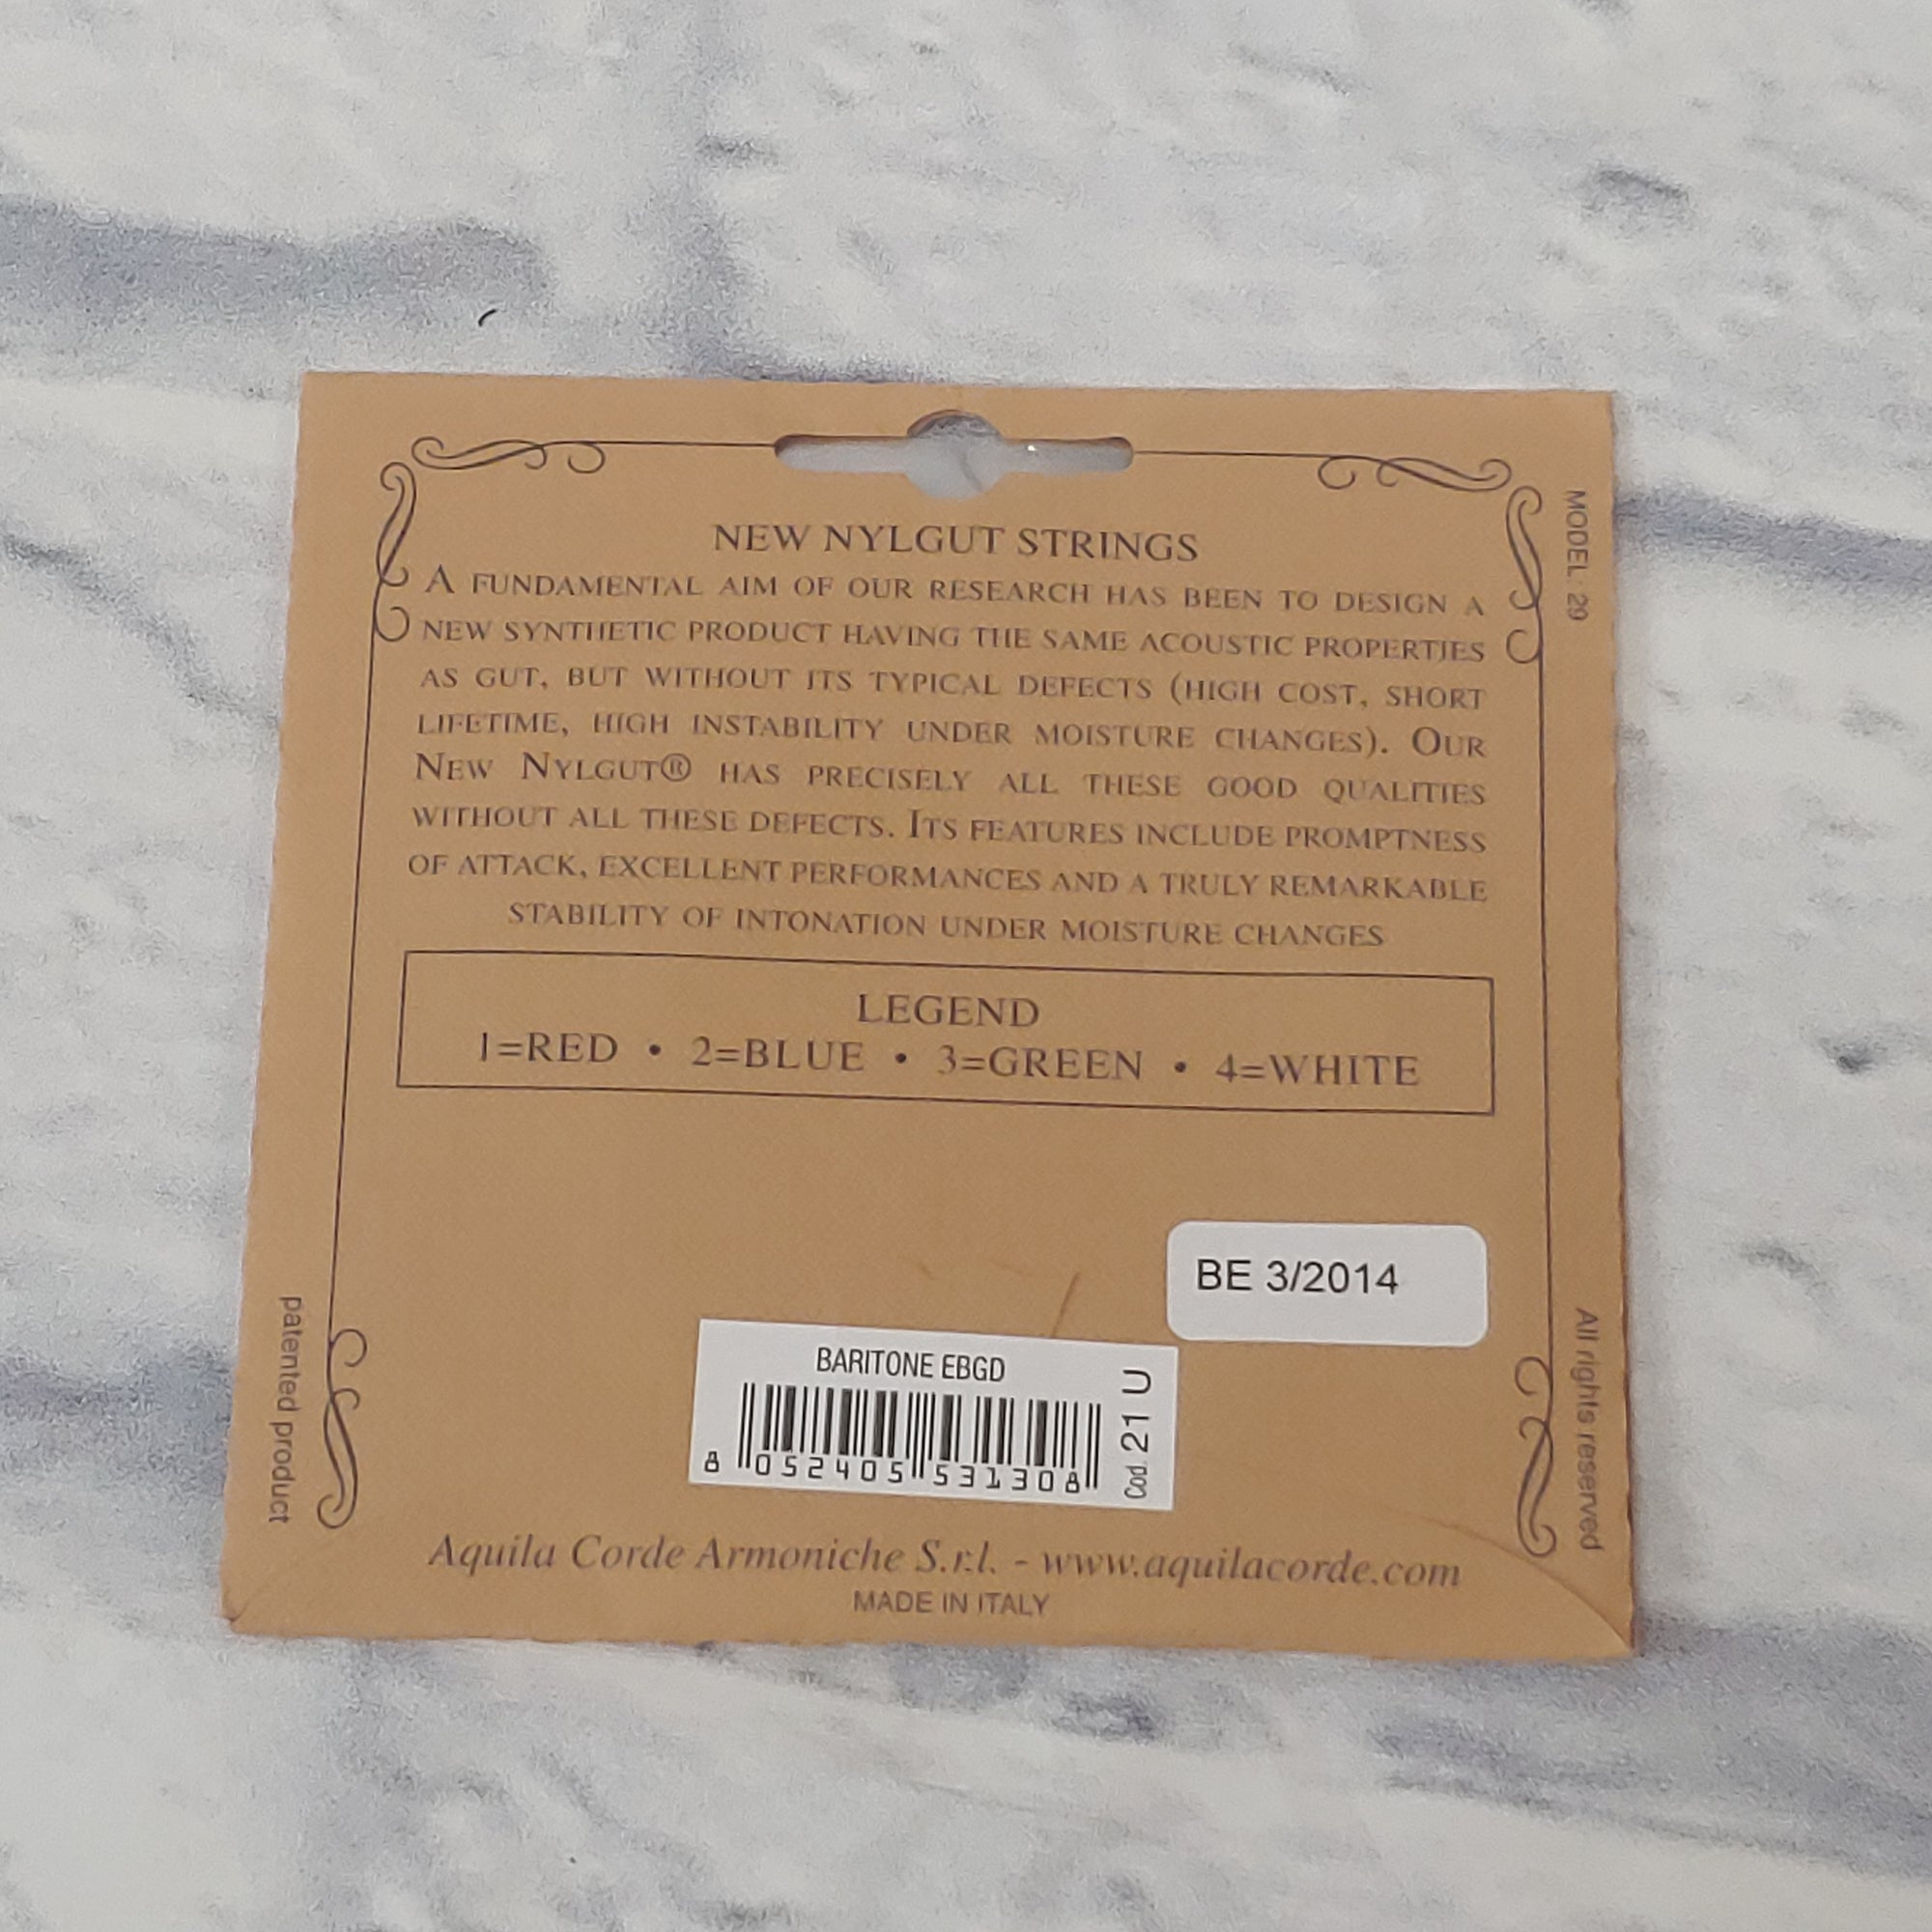 NEW NYLGUT STRINGS
A FUNDAMENTAL AIM OF OUR RESEARCH HAS BEEN TO DESIGN A
NEW SYNTHETIC PRODUCT HAVING THE SAME ACOUSTIC PROPERTIES
AS GUT, BUT WITHOUT ITS TYPICAL DEFECTS (HIGH COST, SHORT
LIFETIME, HIGH INSTABILITY UNDER MOISTURE CHANGES). OUR
NEW NYLGUT® HAS PRECISELY ALL THESE GOOD QUALITIES
WITHOUT ALL THESE DEFECTS. ITS FEATURES INCLUDE PROMPTNESS
OF ATTACK, EXCELLENT PERFORMANCES AND A TRULY REMARKABLE
STABILITY OF INTONATION UNDER MOISTURE CHANGES
LEGEND
1=RED • 2=BLUE • 3=GREEN • 4=WHITE
MODEL: 29
BE 3/2014
BARITONE EBGD
8 052405 531308
Cod. 21 U
patented product
All rights reserved
Aquila Corde Armoniche S.r.l. - www.aquilacorde.com
MADE IN ITALY